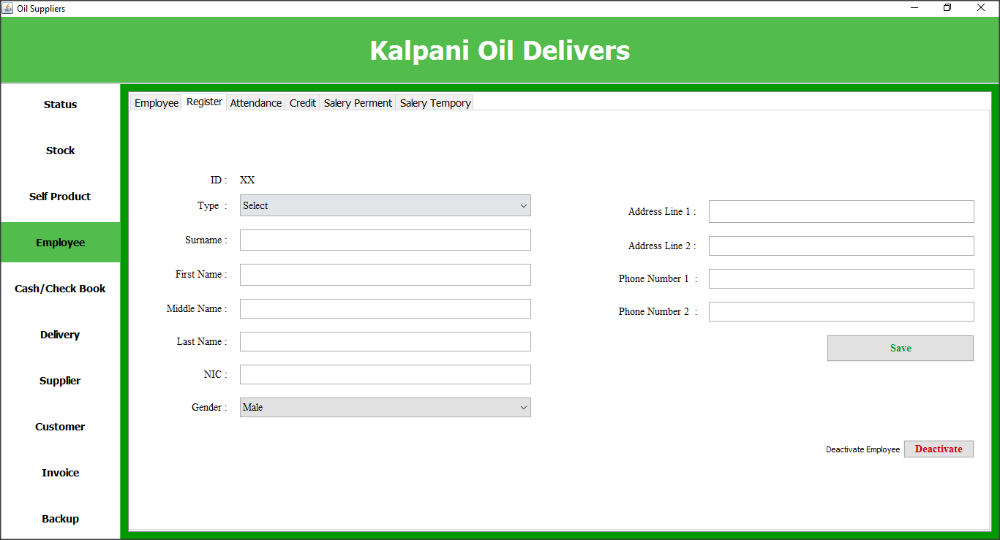 Oil Suppliers
Kalpani Oil Delivers
Status
Stock
Self Product
Employee
Cash/Check Book
Delivery
Supplier
Customer
Invoice
Backup
Employee Register Attendance Credit Salery Perment Salery Tempory
ID : XX
Type : Select
Surname :
First Name :
Middle Name :
Last Name :
NIC :
Gender : Male
Address Line 1 :
Address Line 2 :
Phone Number 1 :
Phone Number 2 :
Save
Deactivate Employee Deactivate